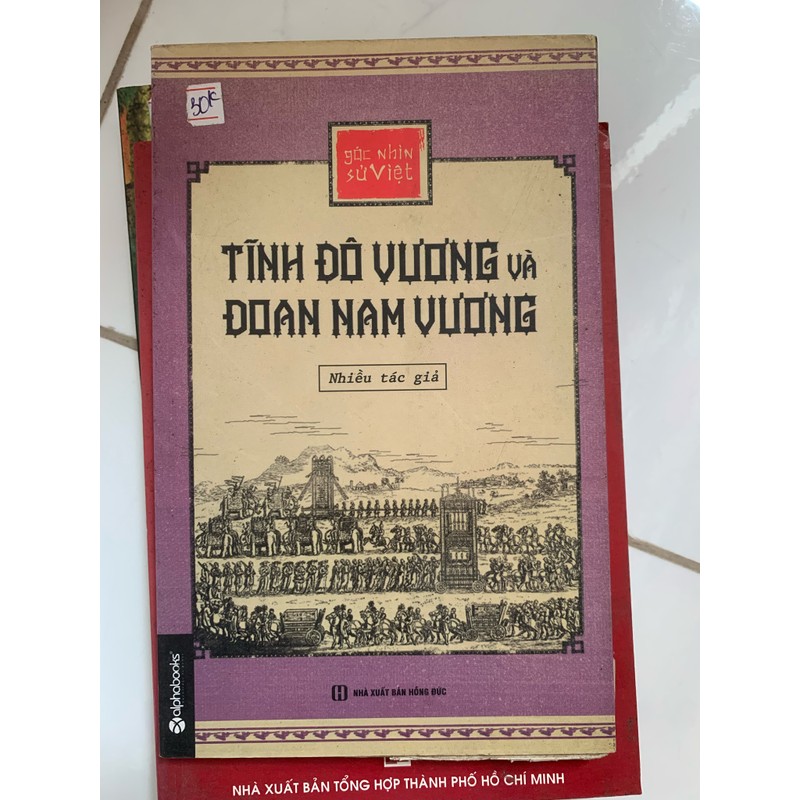 50k
góc nhìn
sử việt
TĨNH ĐÔ VƯƠNG VÀ
ĐOAN NAM VƯƠNG
Nhiều tác giả
alphabooks
NHÀ XUẤT BẢN HỒNG ĐỨC
NHÀ XUẤT BẢN TỔNG HỢP THÀNH PHỐ HỒ CHÍ MINH